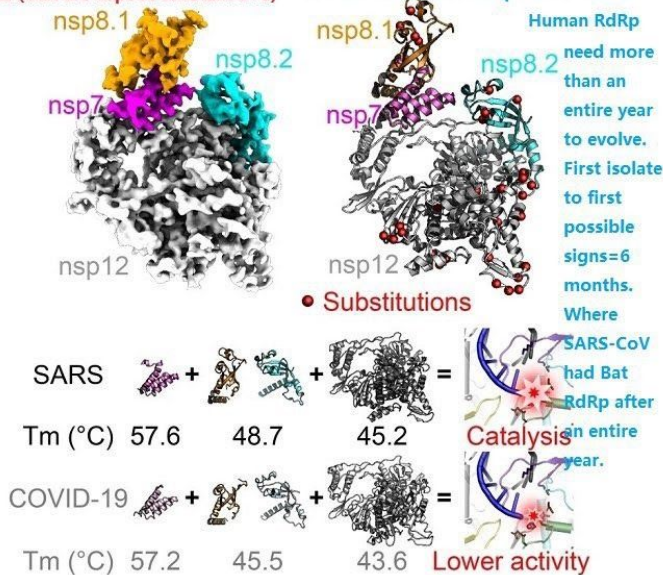 nsp8.1
nsp8.2
nsp7
nsp12
nsp8.1
nsp8.2
nsp7
nsp12
Substitutions
Human RdRp
need more
than an
entire year
to evolve.
First isolate
to first
possible
signs=6
months.
Where
SARS-CoV
had Bat
RdRp after
an entire
year.
SARS + + =
Tm (°C) 57.6 48.7 45.2 Catalysis
COVID-19 + + =
Tm (°C) 57.2 45.5 43.6 Lower activity